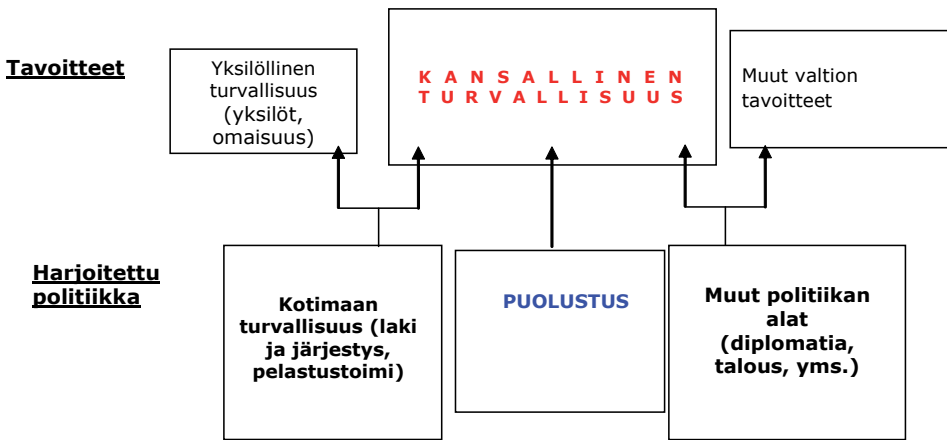 Tavoitteet
Yksilöllinen
turvallisuus
(yksilöt,
omaisuus)
K A N S A L L I N E N
T U R V A L L I S U U S
Muut valtion
tavoitteet
Harjoitettu
politiikka
Kotimaan
turvallisuus (laki
ja järjestys,
pelastustoimi)
PUOLUSTUS
Muut politiikan
alat
(diplomatia,
talous, yms.)